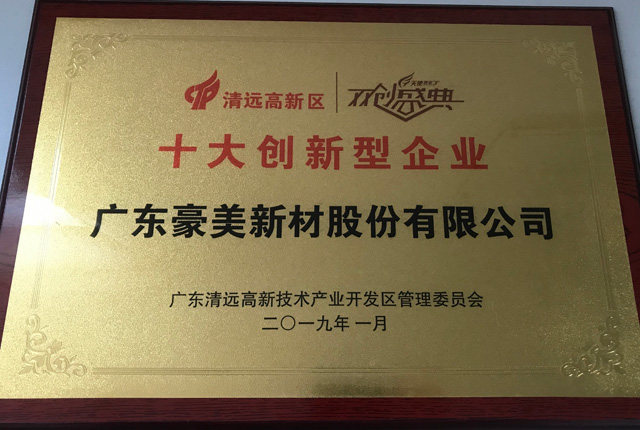 清远高新区 双创盛典
十大创新型企业
广东豪美新材股份有限公司
广东清远高新技术产业开发区管理委员会
二〇一九年一月